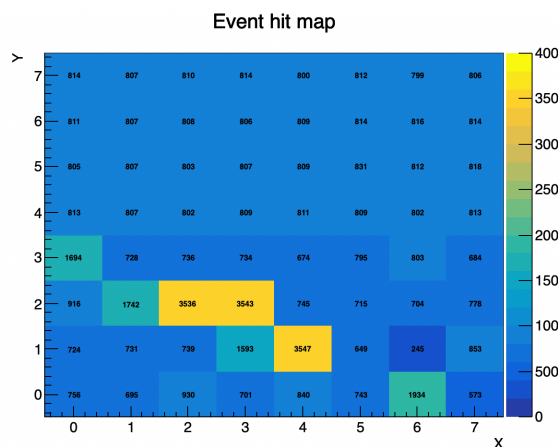 Event hit map
Y
7 814 807 810 814 800 812 799 806 400
6 811 807 808 806 809 814 816 814 350
300
5 805 807 803 807 809 831 812 818 250
4 813 807 802 809 811 809 802 813 200
3 1694 728 736 734 674 795 803 684
150
2 916 1742 3536 3543 745 715 704 778 100
1 724 731 739 1593 3547 649 245 853 500
0 756 695 930 701 840 743 1934 573 0
0 1 2 3 4 5 6 7
X